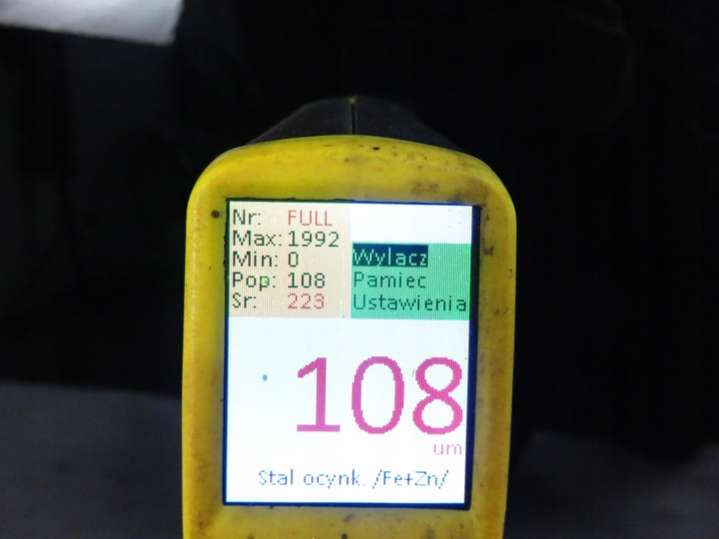 Nr: FULL
Max: 1992
Min: 0
Pop: 108
Sr: 223
Wylacz
Pamiec
Ustawienia
108
um
Stal ocynk. /Fe+Zn/